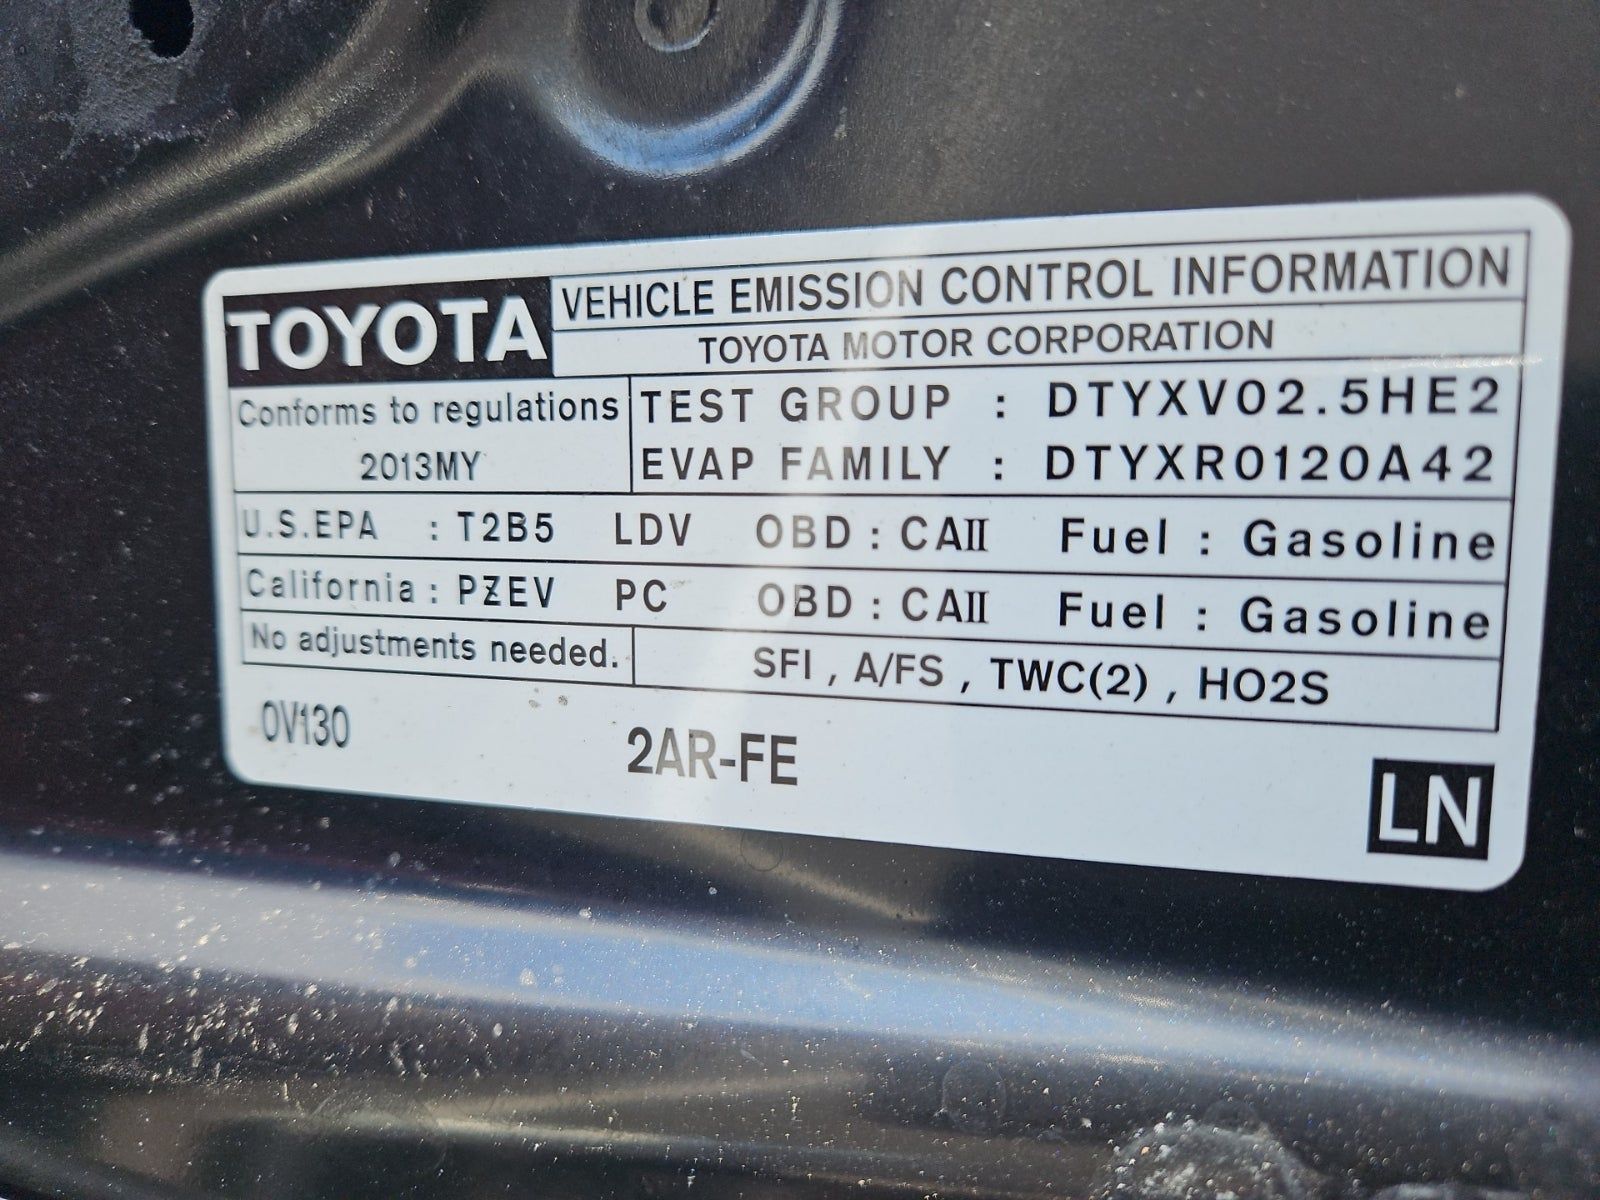 TOYOTA
VEHICLE EMISSION CONTROL INFORMATION
TOYOTA MOTOR CORPORATION
Conforms to regulations
2013MY
TEST GROUP : DTYXV02.5HE2
EVAP FAMILY : DTYXR0120A42
U.S.EPA : T2B5 LDV OBD : CAII Fuel : Gasoline
California : PZEV PC OBD : CAII Fuel : Gasoline
No adjustments needed.
SFI , A/FS , TWC(2) , HO2S
0V130
2AR-FE
LN